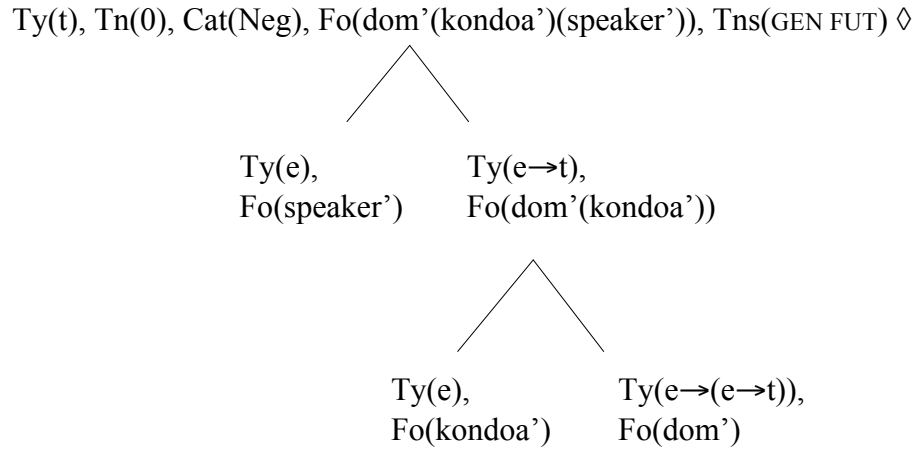 Ty(t), Tn(0), Cat(Neg), Fo(dom’(kondoa’)(speaker’)), Tns(GEN FUT) ◊
Ty(e),
Fo(speaker’)
Ty(e→t),
Fo(dom’(kondoa’))
Ty(e),
Fo(kondoa’)
Ty(e→(e→t)),
Fo(dom’)